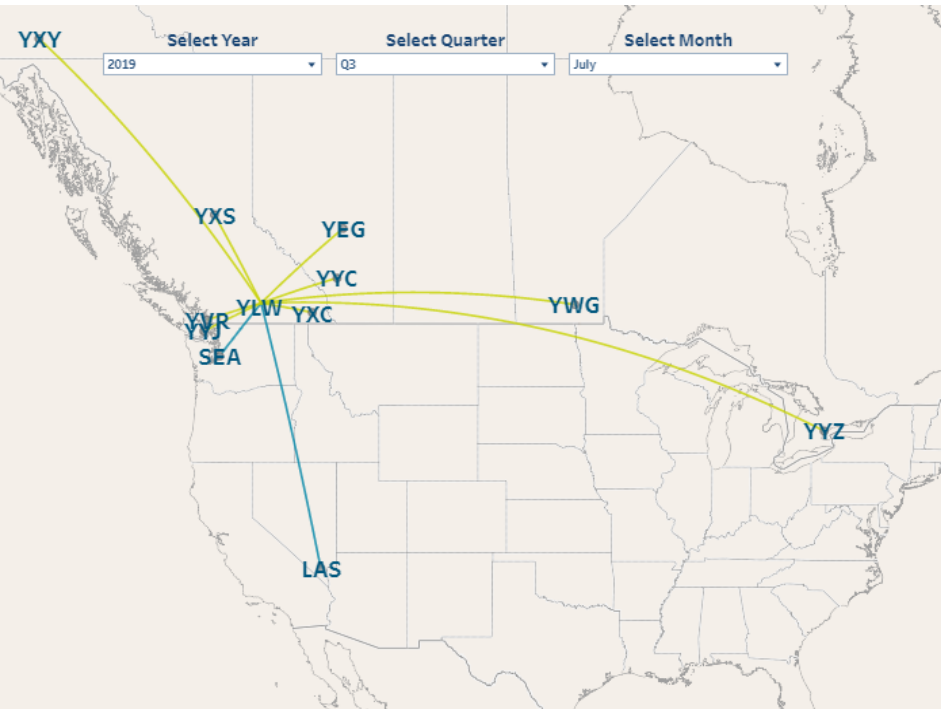 YXY
Select Year
Select Quarter
Select Month
2019
Q3
July
YXS
YEG
YYC
YLW
YXC
YWG
YVR
YYJ
SEA
YYZ
LAS